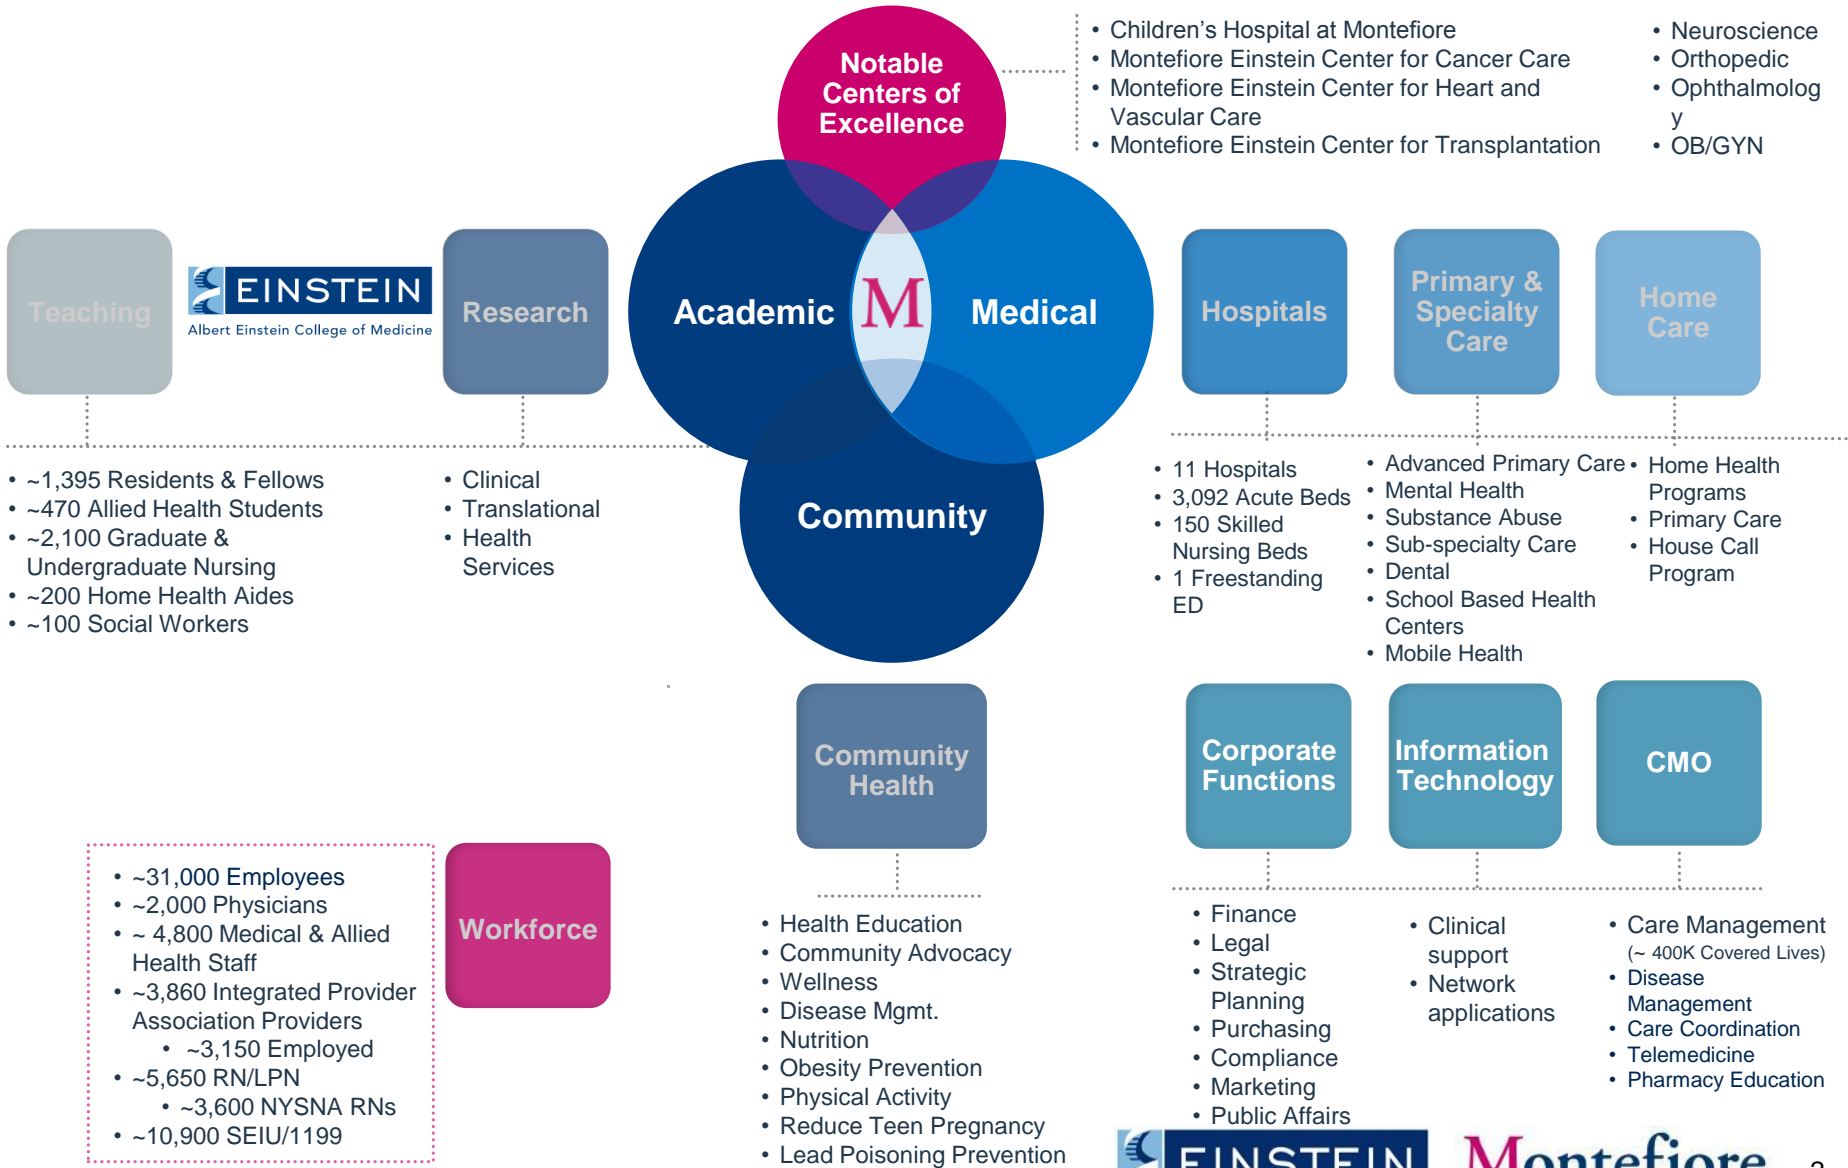 Notable
Centers of
Excellence
• Children's Hospital at Montefiore
• Montefiore Einstein Center for Cancer Care
• Montefiore Einstein Center for Heart and
Vascular Care
• Montefiore Einstein Center for Transplantation
• Neuroscience
• Orthopedic
• Ophthalmolog
y
• OB/GYN
Teaching
EINSTEIN
Albert Einstein College of Medicine
Research
Academic
M
Medical
Community
Hospitals
Primary &
Specialty
Care
Home
Care
• ~1,395 Residents & Fellows
• ~470 Allied Health Students
• ~2,100 Graduate &
Undergraduate Nursing
• ~200 Home Health Aides
• ~100 Social Workers
• Clinical
• Translational
• Health
Services
• 11 Hospitals
• 3,092 Acute Beds
• 150 Skilled
Nursing Beds
• 1 Freestanding
ED
• Advanced Primary Care
• Mental Health
• Substance Abuse
• Sub-specialty Care
• Dental
• School Based Health
Centers
• Mobile Health
• Home Health
Programs
• Primary Care
• House Call
Program
Community
Health
Corporate
Functions
Information
Technology
CMO
• ~31,000 Employees
• ~2,000 Physicians
• ~ 4,800 Medical & Allied
Health Staff
• ~3,860 Integrated Provider
Association Providers
• ~3,150 Employed
• ~5,650 RN/LPN
• ~3,600 NYSNA RNs
• ~10,900 SEIU/1199
Workforce
• Health Education
• Community Advocacy
• Wellness
• Disease Mgmt.
• Nutrition
• Obesity Prevention
• Physical Activity
• Reduce Teen Pregnancy
• Lead Poisoning Prevention
• Finance
• Legal
• Strategic
Planning
• Purchasing
• Compliance
• Marketing
• Public Affairs
• Clinical
support
• Network
applications
• Care Management
(~ 400K Covered Lives)
• Disease
Management
• Care Coordination
• Telemedicine
• Pharmacy Education
EINSTEIN
Montefiore